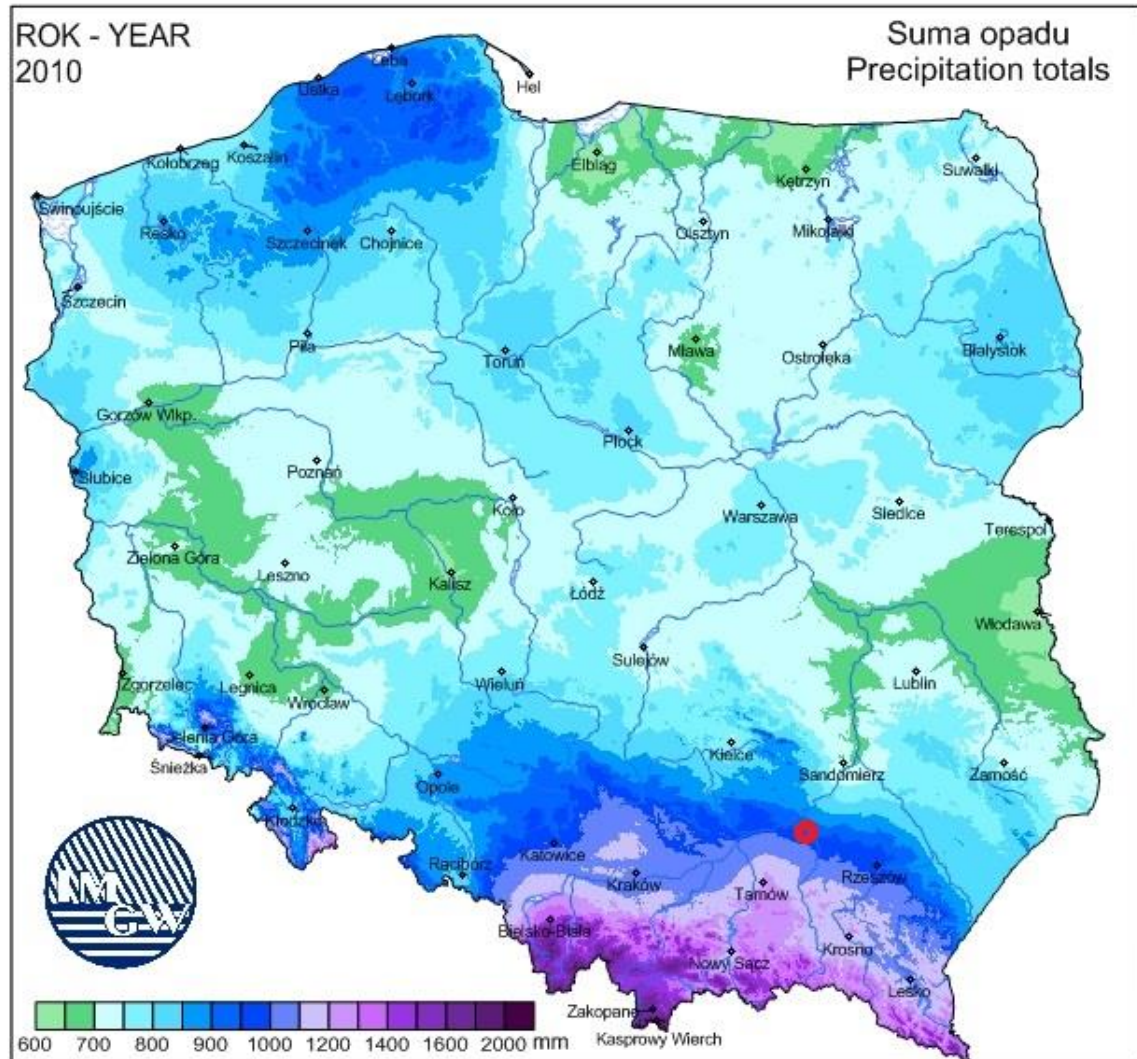 ROK - YEAR
2010
Suma opadu
Precipitation totals
Łeba
Ustka
Lębork
Hel
Kołobrzeg
Koszalin
Elbląg
Kętrzyn
Suwałki
Świnoujście
Resko
Szczecinek
Chojnice
Olsztyn
Mikołajki
Szczecin
Piła
Toruń
Mława
Ostrołęka
Białystok
Gorzów Wlkp.
Płock
Słubice
Poznań
Koło
Warszawa
Siedlce
Terespol
Zielona Góra
Leszno
Kalisz
Łódź
Włodawa
Zgorzelec
Legnica
Wrocław
Wieluń
Sulejów
Lublin
Jelenia Góra
Śnieżka
Kielce
Sandomierz
Zamość
Opole
Kłodzko
Racibórz
Katowice
Kraków
Tarnów
Rzeszów
Bielsko-Biała
Nowy Sącz
Krosno
Lesko
Zakopane
Kasprowy Wierch
IMGW
600 700 800 900 1000 1200 1400 1600 2000 mm